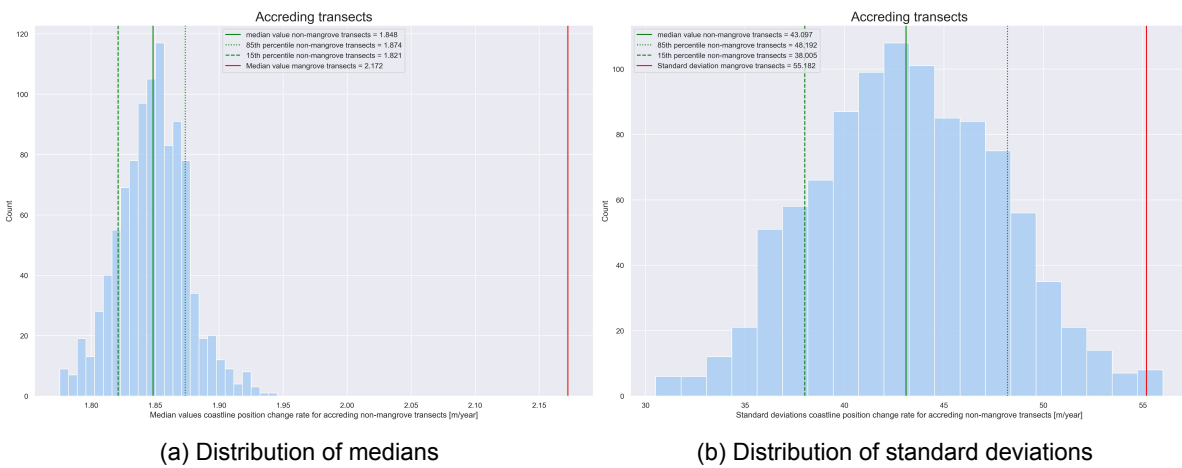 Accreding transects
median value non-mangrove transects = 1.848
85th percentile non-mangrove transects = 1.874
15th percentile non-mangrove transects = 1.821
Median value mangrove transects = 2.172
120
100
80
60
40
20
0
Count
1.80 1.85 1.90 1.95 2.00 2.05 2.10 2.15
Median values coastline position change rate for accreding non-mangrove transects [m/year]
(a) Distribution of medians
Accreding transects
median value non-mangrove transects = 43.097
85th percentile non-mangrove transects = 48,192
15th percentile non-mangrove transects = 38,005
Standard deviation mangrove transects = 55.182
100
80
60
40
20
0
Count
30 35 40 45 50 55
Standard deviations coastline position change rate for accreding non-mangrove transects [m/year]
(b) Distribution of standard deviations